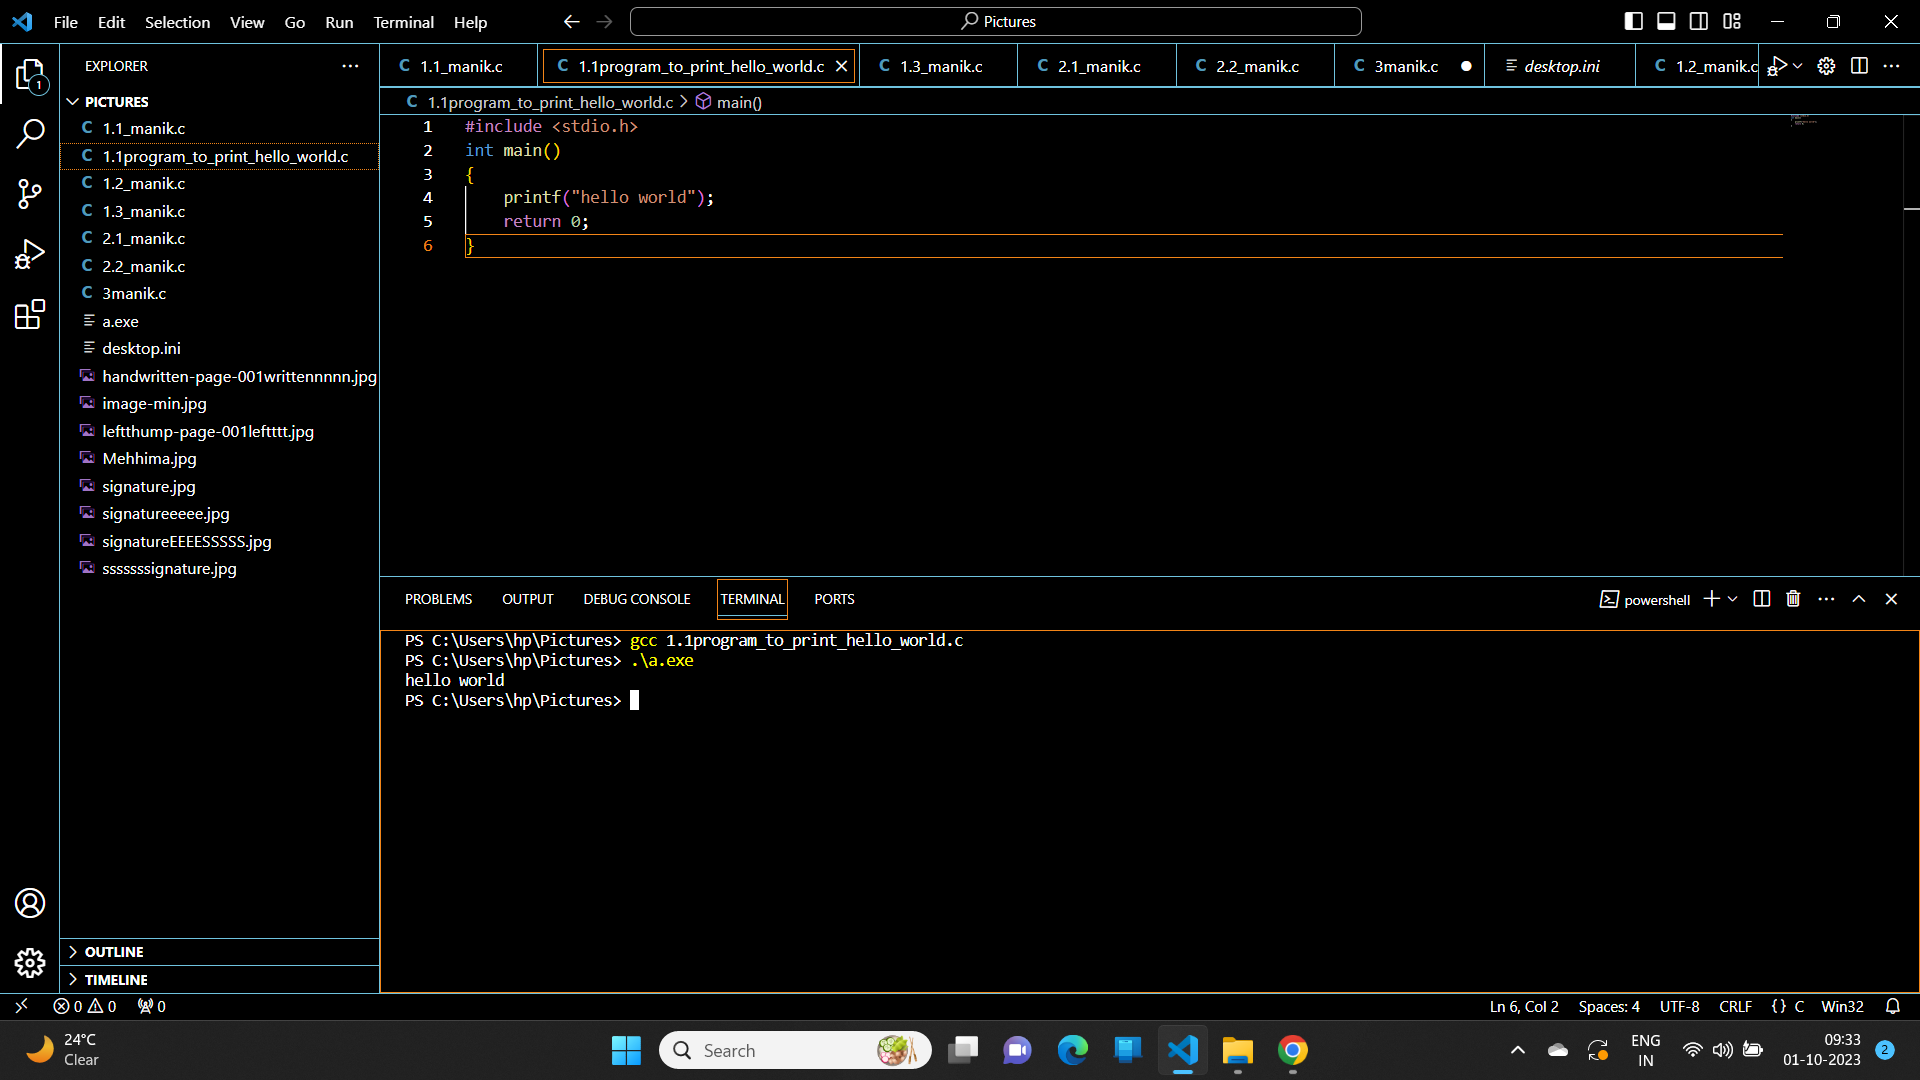 File Edit Selection View Go Run Terminal Help
Pictures
EXPLORER
1
PICTURES
1.1_manik.c
1.1program_to_print_hello_world.c
1.2_manik.c
1.3_manik.c
2.1_manik.c
2.2_manik.c
3manik.c
a.exe
desktop.ini
handwritten-page-001writtennnnn.jpg
image-min.jpg
leftthump-page-001leftttt.jpg
Mehhima.jpg
signature.jpg
signatureeeee.jpg
signatureEEEESSSSS.jpg
sssssssignature.jpg
OUTLINE
TIMELINE
C 1.1_manik.c C 1.1program_to_print_hello_world.c C 1.3_manik.c C 2.1_manik.c C 2.2_manik.c C 3manik.c desktop.ini C 1.2_manik.c
C 1.1program_to_print_hello_world.c > main()
1 #include <stdio.h>
2 int main()
3 {
4 printf("hello world");
5 return 0;
6 }
PROBLEMS OUTPUT DEBUG CONSOLE TERMINAL PORTS
powershell
PS C:\Users\hp\Pictures> gcc 1.1program_to_print_hello_world.c
PS C:\Users\hp\Pictures> .\a.exe
hello world
PS C:\Users\hp\Pictures>
0 0 0
Ln 6, Col 2 Spaces: 4 UTF-8 CRLF {} C Win32
24°C
Clear
Search
ENG
IN
09:33
01-10-2023
2